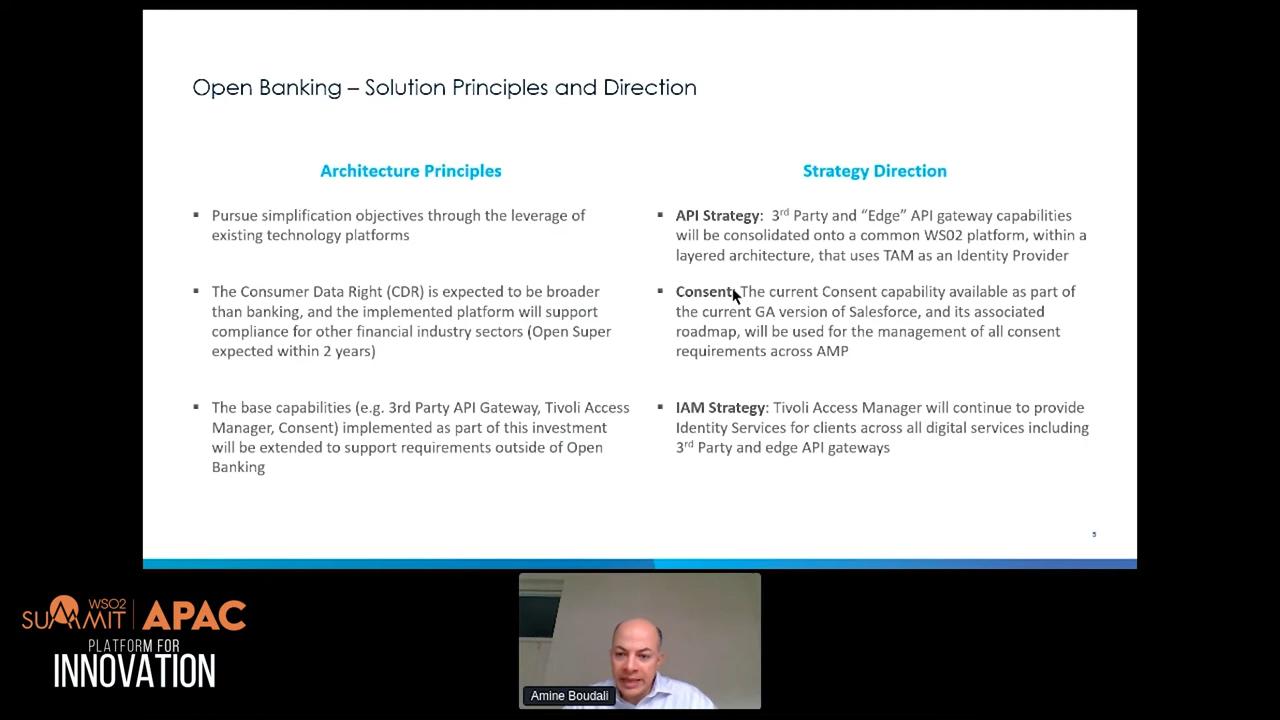 Open Banking – Solution Principles and Direction
Architecture Principles
▪ Pursue simplification objectives through the leverage of
existing technology platforms
▪ The Consumer Data Right (CDR) is expected to be broader
than banking, and the implemented platform will support
compliance for other financial industry sectors (Open Super
expected within 2 years)
▪ The base capabilities (e.g. 3rd Party API Gateway, Tivoli Access
Manager, Consent) implemented as part of this investment
will be extended to support requirements outside of Open
Banking
Strategy Direction
▪ API Strategy: 3rd Party and “Edge” API gateway capabilities
will be consolidated onto a common WS02 platform, within a
layered architecture, that uses TAM as an Identity Provider
▪ Consent: The current Consent capability available as part of
the current GA version of Salesforce, and its associated
roadmap, will be used for the management of all consent
requirements across AMP
▪ IAM Strategy: Tivoli Access Manager will continue to provide
Identity Services for clients across all digital services including
3rd Party and edge API gateways
5
WSO2
SUMMIT APAC
PLATFORM FOR
INNOVATION
Amine Boudali